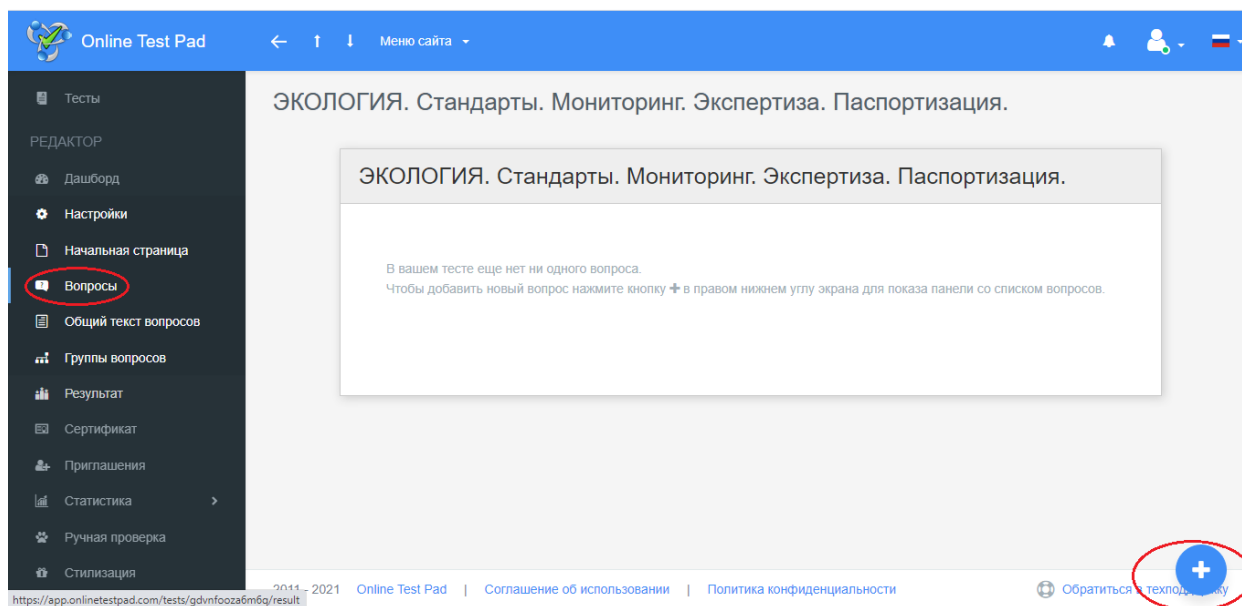 Online Test Pad
Меню сайта
Тесты
РЕДАКТОР
Дашборд
Настройки
Начальная страница
Вопросы
Общий текст вопросов
Группы вопросов
Результат
Сертификат
Приглашения
Статистика
Ручная проверка
Стилизация
https://app.onlinetestpad.com/tests/gdvnfooza6m6q/result
ЭКОЛОГИЯ. Стандарты. Мониторинг. Экспертиза. Паспортизация.
ЭКОЛОГИЯ. Стандарты. Мониторинг. Экспертиза. Паспортизация.
В вашем тесте еще нет ни одного вопроса.
Чтобы добавить новый вопрос нажмите кнопку + в правом нижнем углу экрана для показа панели со списком вопросов.
2011 - 2021 Online Test Pad | Соглашение об использовании | Политика конфиденциальности Обратиться в техподдержку